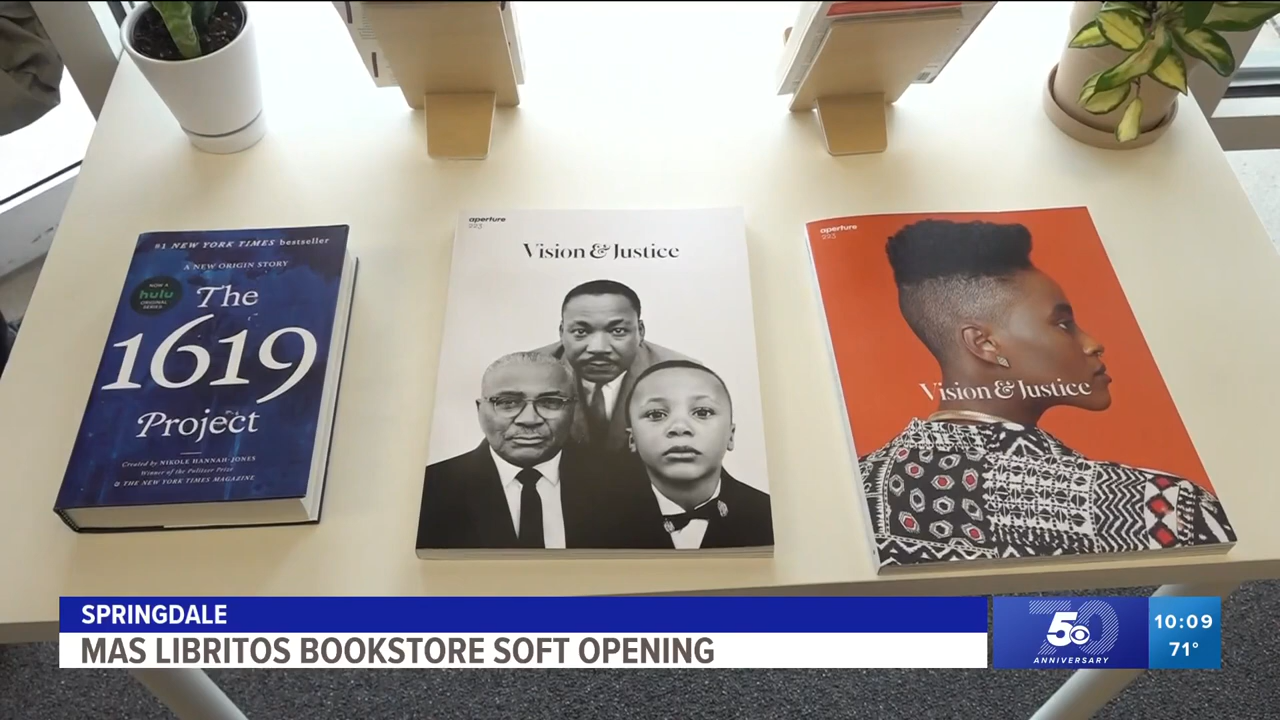 #1 NEW YORK TIMES bestseller
A NEW ORIGIN STORY
NOW A
hulu
ORIGINAL
SERIES
The
1619
Project
Created by NIKOLE HANNAH-JONES
Winner of the Pulitzer Prize
& THE NEW YORK TIMES MAGAZINE
aperture
223
Vision & Justice
aperture
223
Vision & Justice
SPRINGDALE
MAS LIBRITOS BOOKSTORE SOFT OPENING
50
5
ANNIVERSARY
10:09
71°